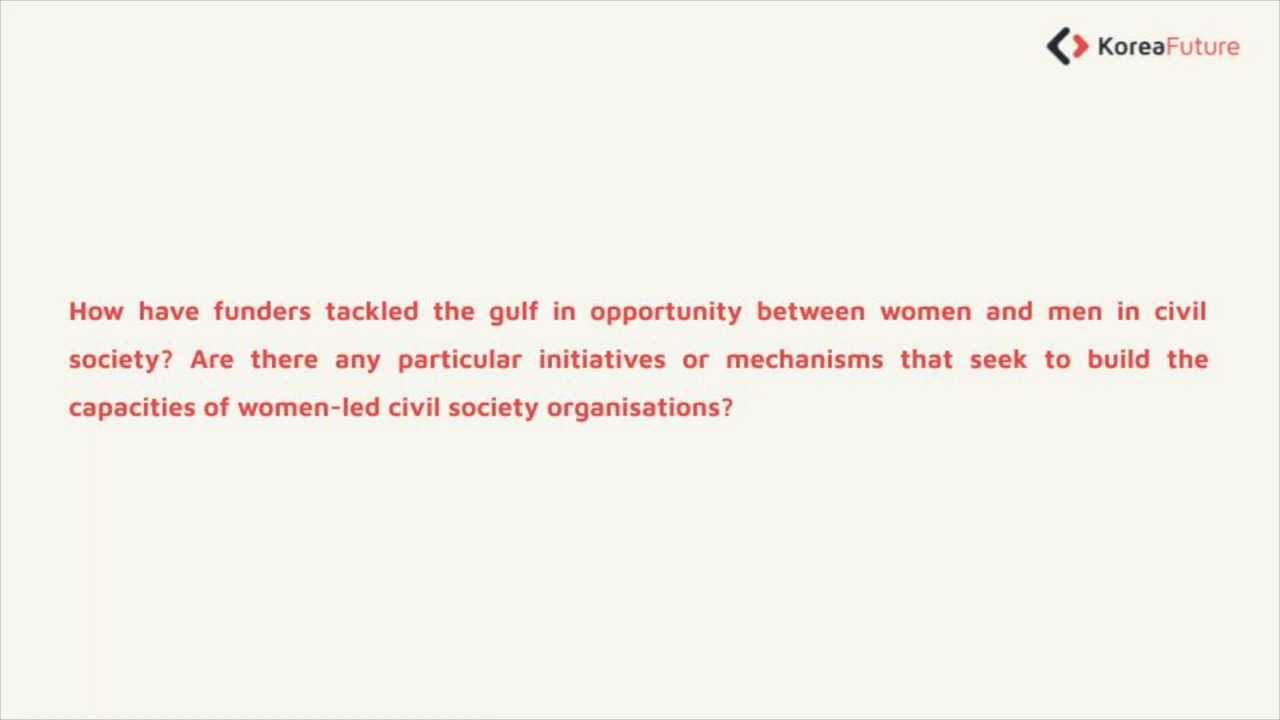 KoreaFuture
How have funders tackled the gulf in opportunity between women and men in civil
society? Are there any particular initiatives or mechanisms that seek to build the
capacities of women-led civil society organisations?